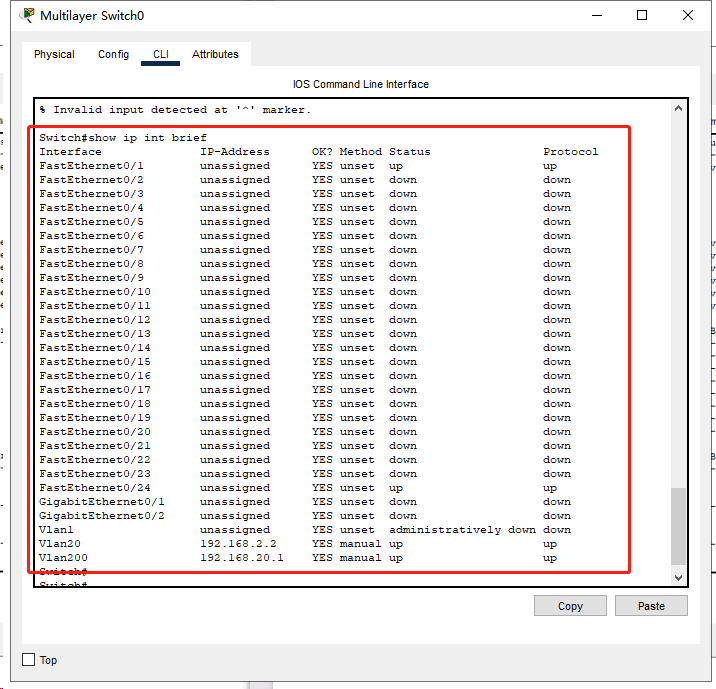 Multilayer Switch0
Physical Config CLI Attributes
IOS Command Line Interface
% Invalid input detected at '^' marker.
Switch#show ip int brief
Interface IP-Address OK? Method Status Protocol
FastEthernet0/1 unassigned YES unset up up
FastEthernet0/2 unassigned YES unset down down
FastEthernet0/3 unassigned YES unset down down
FastEthernet0/4 unassigned YES unset down down
FastEthernet0/5 unassigned YES unset down down
FastEthernet0/6 unassigned YES unset down down
FastEthernet0/7 unassigned YES unset down down
FastEthernet0/8 unassigned YES unset down down
FastEthernet0/9 unassigned YES unset down down
FastEthernet0/10 unassigned YES unset down down
FastEthernet0/11 unassigned YES unset down down
FastEthernet0/12 unassigned YES unset down down
FastEthernet0/13 unassigned YES unset down down
FastEthernet0/14 unassigned YES unset down down
FastEthernet0/15 unassigned YES unset down down
FastEthernet0/16 unassigned YES unset down down
FastEthernet0/17 unassigned YES unset down down
FastEthernet0/18 unassigned YES unset down down
FastEthernet0/19 unassigned YES unset down down
FastEthernet0/20 unassigned YES unset down down
FastEthernet0/21 unassigned YES unset down down
FastEthernet0/22 unassigned YES unset down down
FastEthernet0/23 unassigned YES unset down down
FastEthernet0/24 unassigned YES unset up up
GigabitEthernet0/1 unassigned YES unset down down
GigabitEthernet0/2 unassigned YES unset down down
Vlan1 unassigned YES unset administratively down down
Vlan20 192.168.2.2 YES manual up up
Vlan200 192.168.20.1 YES manual up up
Switch#
Switch#
Copy Paste
Top